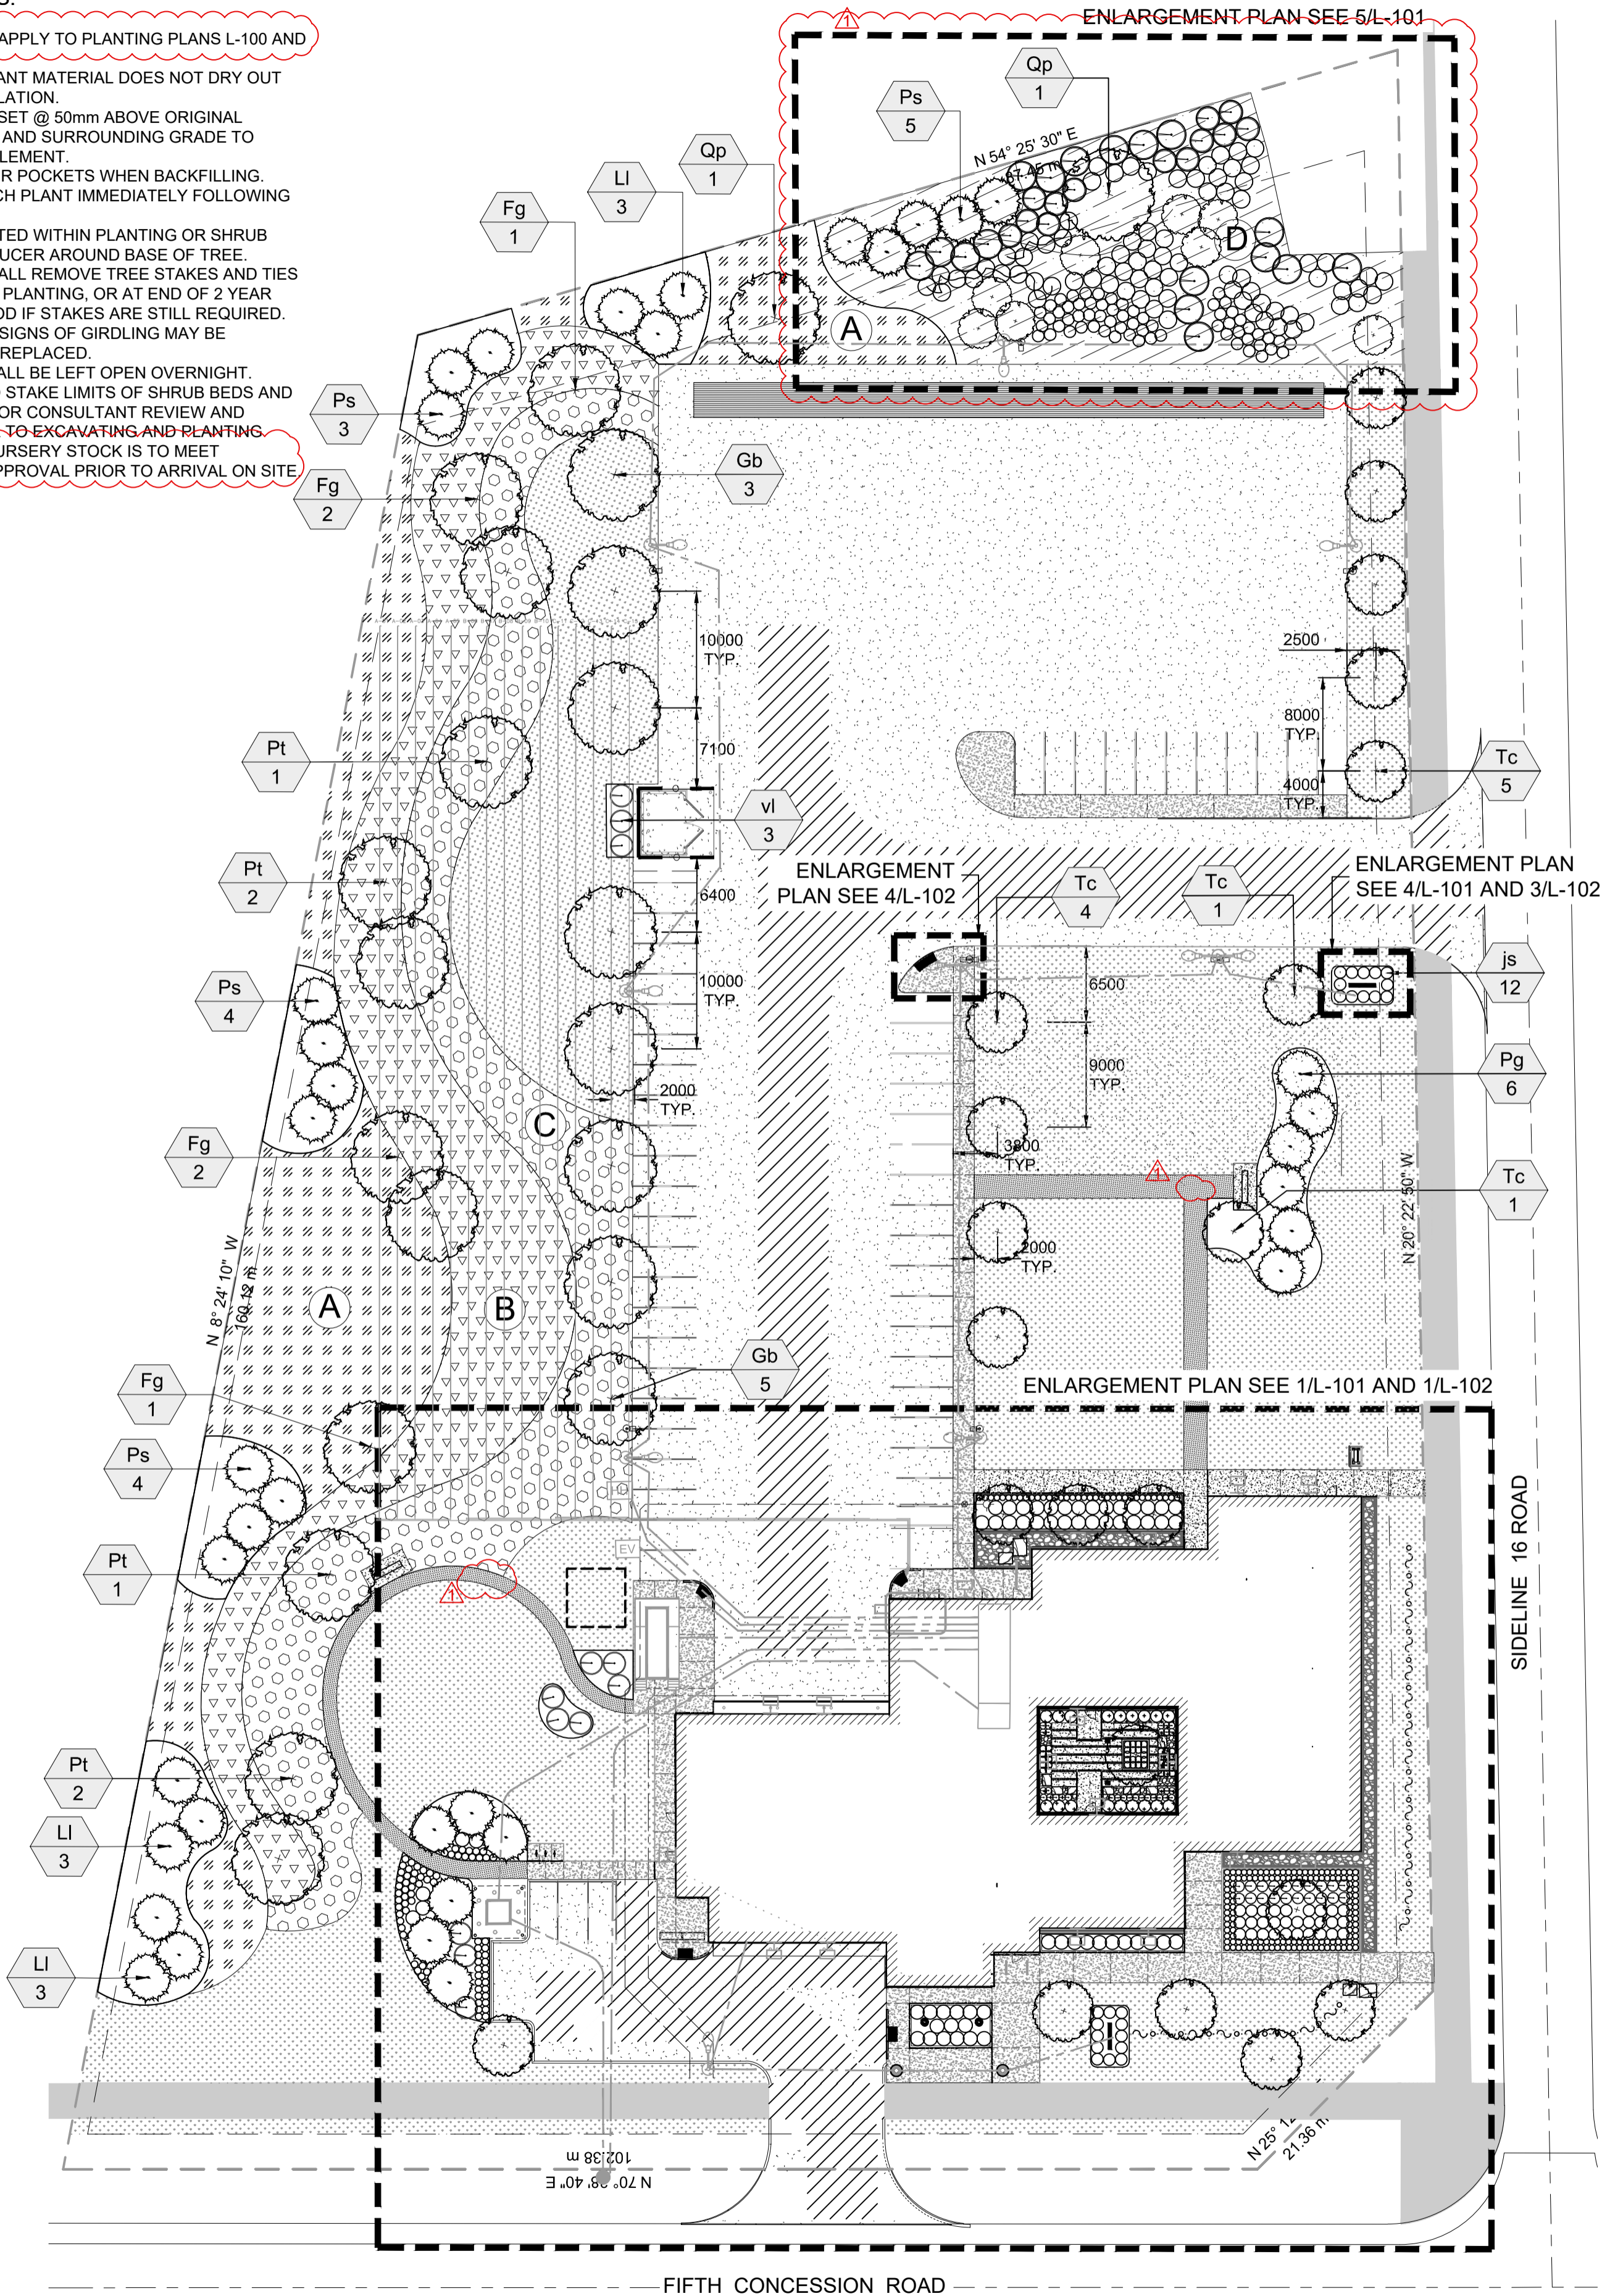 APPLY TO PLANTING PLANS L-100 AND
ANT MATERIAL DOES NOT DRY OUT
LATION.
SET @ 50mm ABOVE ORIGINAL
AND SURROUNDING GRADE TO
LEMENT.
R POCKETS WHEN BACKFILLING.
CH PLANT IMMEDIATELY FOLLOWING
TED WITHIN PLANTING OR SHRUB
UCER AROUND BASE OF TREE.
ALL REMOVE TREE STAKES AND TIES
PLANTING, OR AT END OF 2 YEAR
OD IF STAKES ARE STILL REQUIRED.
SIGNS OF GIRDLING MAY BE
REPLACED.
ALL BE LEFT OPEN OVERNIGHT.
STAKE LIMITS OF SHRUB BEDS AND
OR CONSULTANT REVIEW AND
TO EXCAVATING AND PLANTING.
URSERY STOCK IS TO MEET
PPROVAL PRIOR TO ARRIVAL ON SITE
1
ENLARGEMENT PLAN SEE 5/L-101
Qp
1
Ps
5
N 54° 25' 30" E
Qp
1
Ll
3
Fg
1
D
A
Ps
3
Gb
3
Fg
2
10000
TYP.
2500
8000
TYP.
7100
Pt
1
4000
TYP.
Tc
5
vl
3
Pt
2
6400
ENLARGEMENT
PLAN SEE 4/L-102
Tc
4
Tc
1
ENLARGEMENT PLAN
SEE 4/L-101 AND 3/L-102
js
12
Ps
4
10000
TYP.
6500
9000
TYP.
Pg
6
2000
TYP.
C
Fg
2
3800
TYP.
1
Tc
1
N 20° 22' 50" W
2000
TYP.
N 8° 24' 10" W
160.12 m
A
B
Fg
1
Gb
5
ENLARGEMENT PLAN SEE 1/L-101 AND 1/L-102
Ps
4
EV
Pt
1
1
SIDELINE 16 ROAD
Pt
2
Ll
3
Ll
3
N 25° 12'
21.36 m
102.38 m
N 70° 28' 40" E
FIFTH CONCESSION ROAD